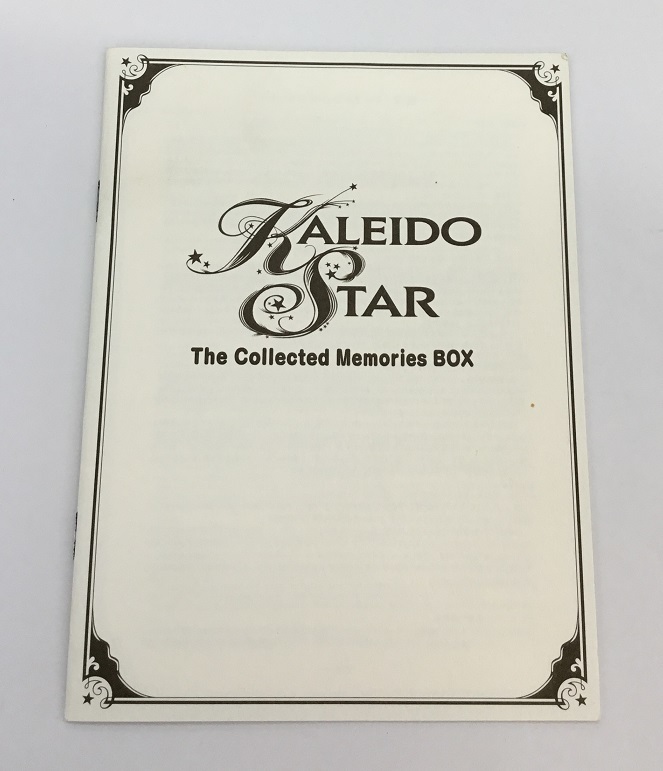 KALEIDO
STAR
The Collected Memories BOX